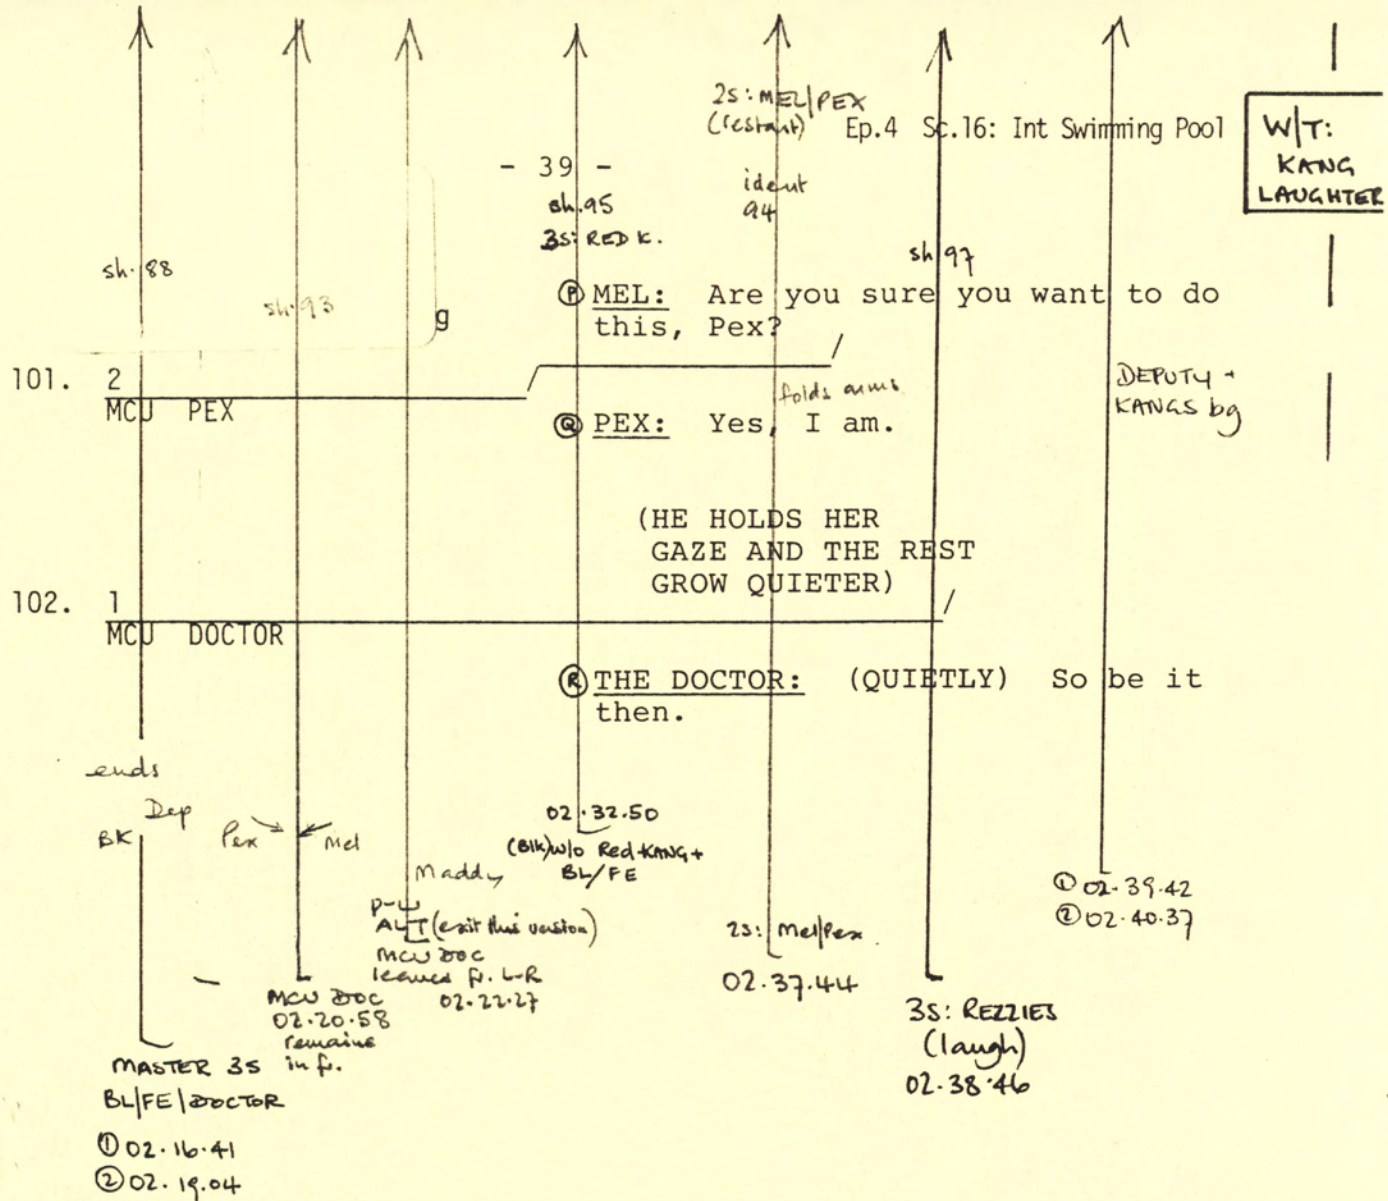 2S: MEL/PEX
(restart)
Ep.4 Sc.16: Int Swimming Pool
W/T:
KANG
LAUGHTER
- 39 -
ident
94
sh.95
3S: RED K.
sh.88
sh.93
sh 97
g
Ⓟ MEL: Are you sure you want to do
this, Pex?
101. 2
MCU PEX
folds arms
DEPUTY +
KANGS bg
Ⓠ PEX: Yes, I am.
(HE HOLDS HER
GAZE AND THE REST
GROW QUIETER)
102. 1
MCU DOCTOR
Ⓡ THE DOCTOR: (QUIETLY) So be it
then.
ends
Dep
BK
Pex
Mel
Maddy
02.32.50
(Blk) w/o Red KANG +
BL/FE
P-U
ALT (exit this version)
MCU DOC
leaves fr. L-R
02.22.27
2S: Mel/Pex
02.37.44
① 02.39.42
② 02.40.37
MCU DOC
02.20.58
remains
in fr.
3S: REZZIES
(laugh)
02.38.46
MASTER 3S
BL/FE/DOCTOR
① 02.16.41
② 02.19.04